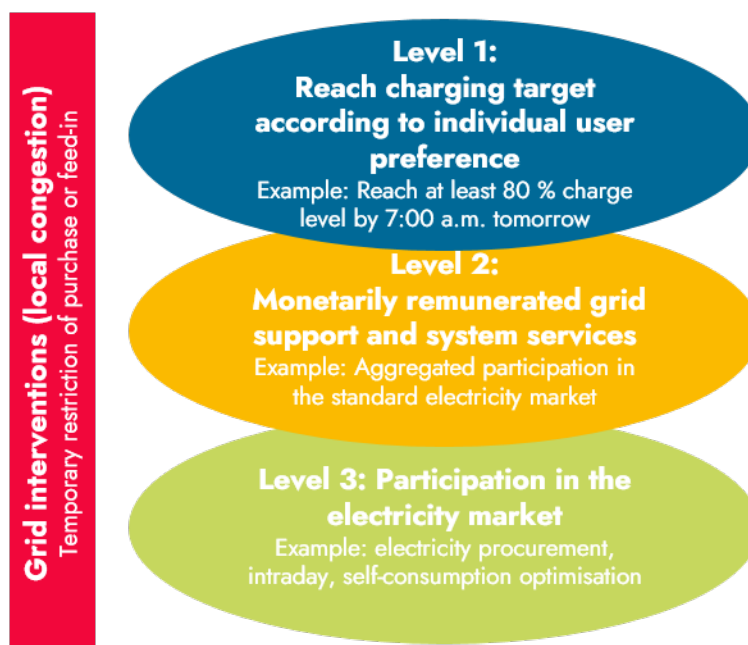 Grid interventions (local congestion)
Temporary restriction of purchase or feed-in
Level 1:
Reach charging target
according to individual user
preference
Example: Reach at least 80 % charge
level by 7:00 a.m. tomorrow
Level 2:
Monetarily remunerated grid
support and system services
Example: Aggregated participation in
the standard electricity market
Level 3: Participation in the
electricity market
Example: electricity procurement,
intraday, self-consumption optimisation